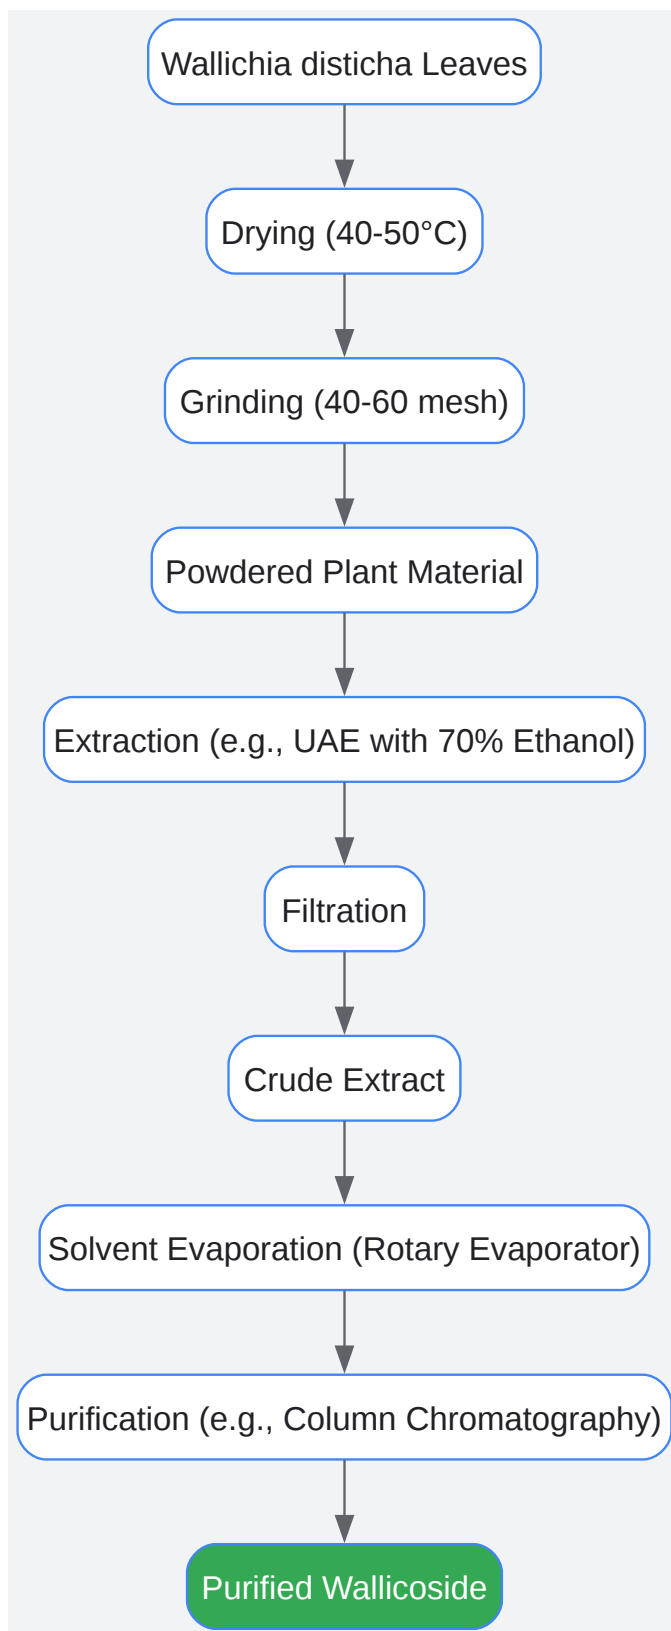 Wallichia disticha Leaves
Drying (40-50°C)
Grinding (40-60 mesh)
Powdered Plant Material
Extraction (e.g., UAE with 70% Ethanol)
Filtration
Crude Extract
Solvent Evaporation (Rotary Evaporator)
Purification (e.g., Column Chromatography)
Purified Wallicoside